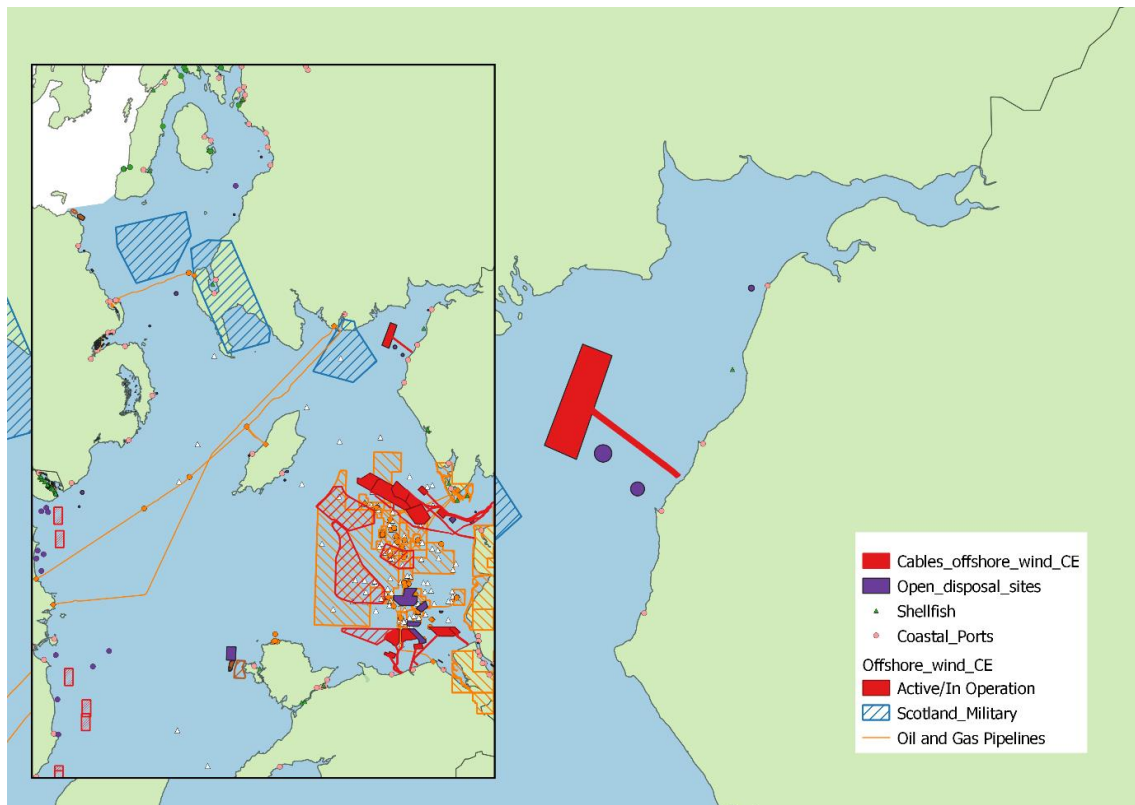 Cables_offshore_wind_CE
Open_disposal_sites
Shellfish
Coastal_Ports
Offshore_wind_CE
Active/In Operation
Scotland_Military
Oil and Gas Pipelines